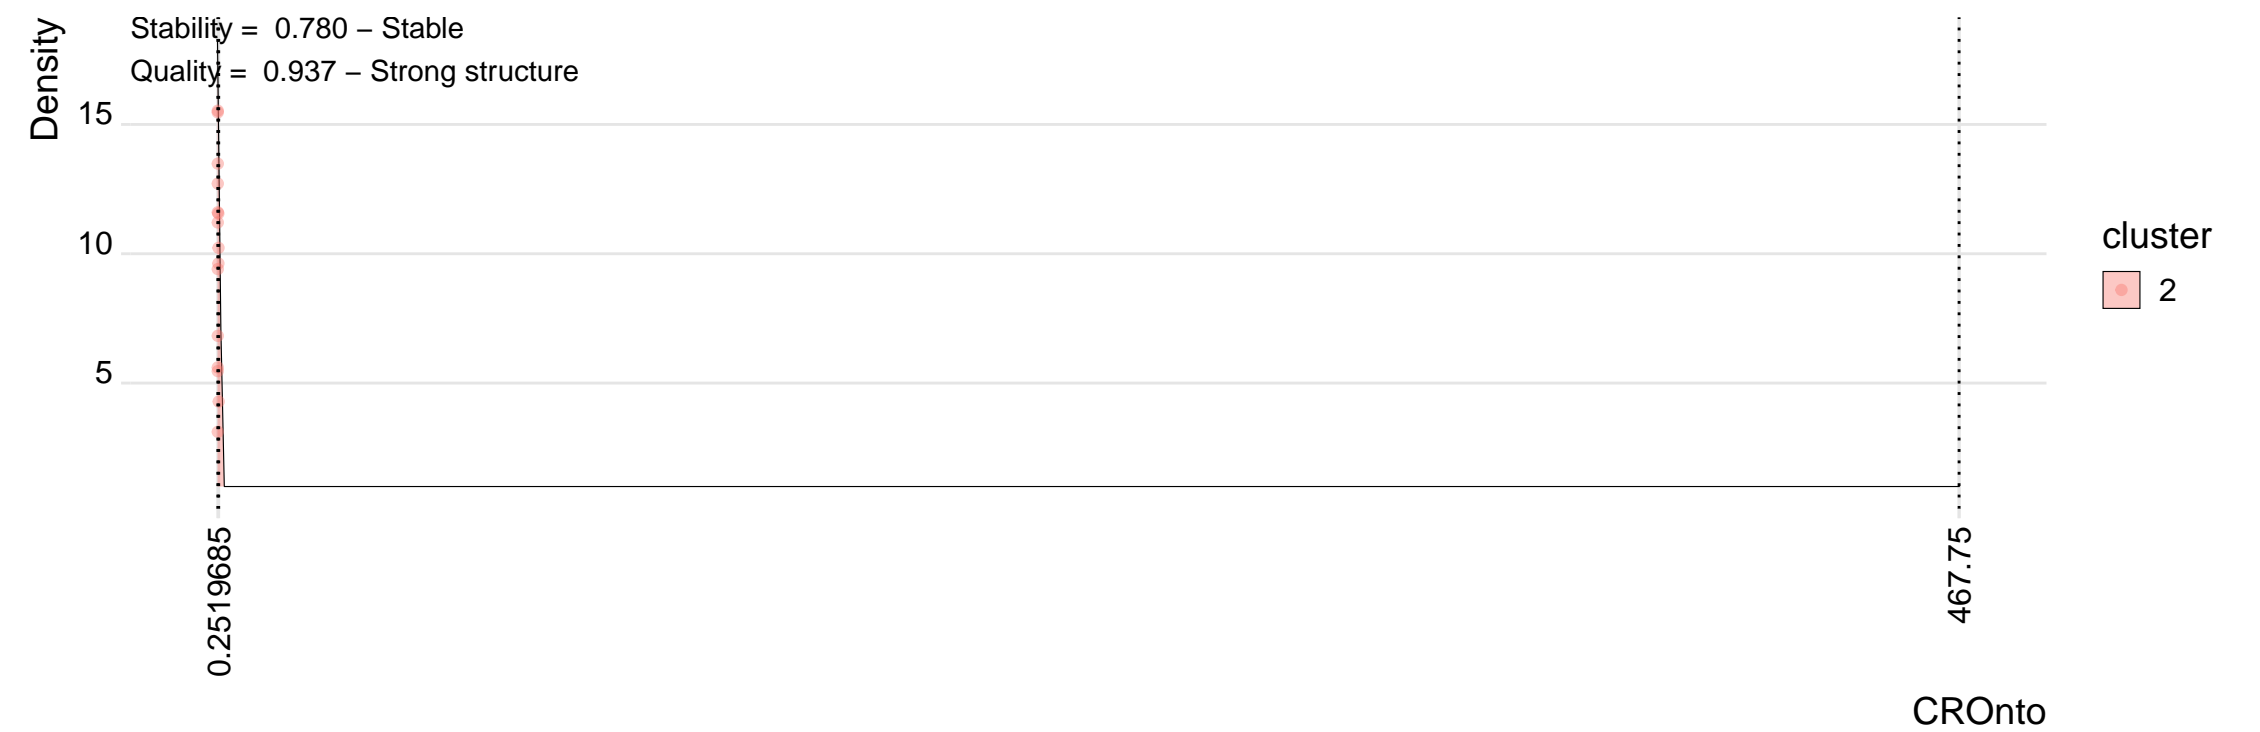 Density
Stability = 0.780 – Stable
Quality = 0.937 – Strong structure
15
10
5
cluster
2
0.2519685
467.75
CROnto